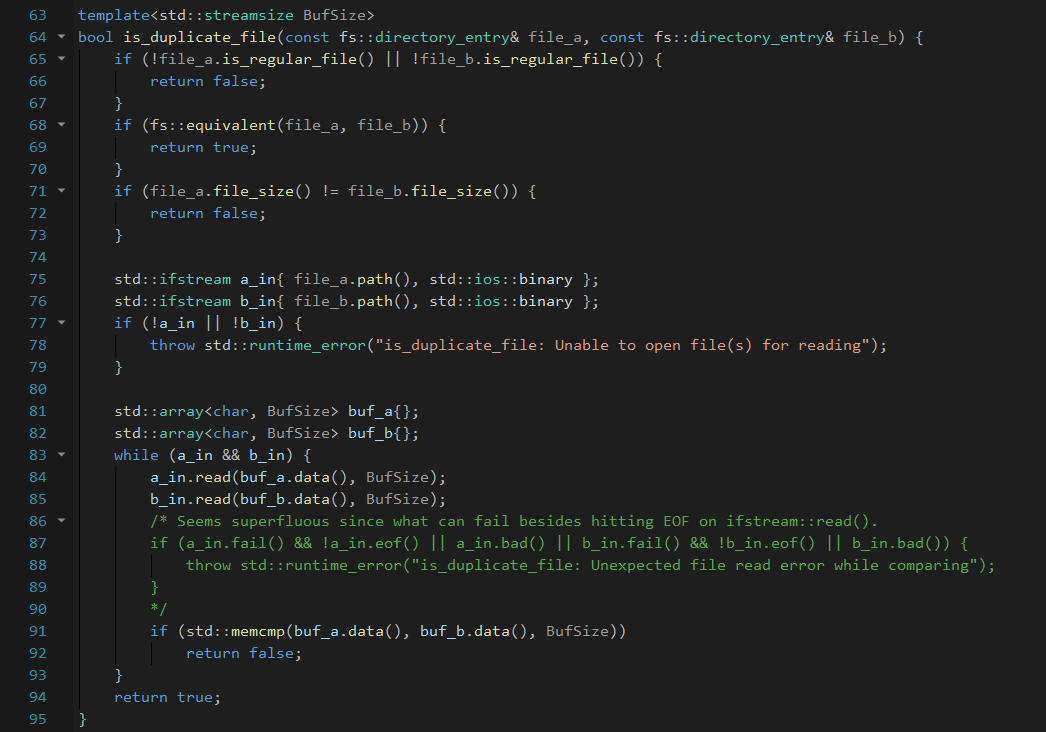 63 template<std::streamsize BufSize>
64 bool is_duplicate_file(const fs::directory_entry& file_a, const fs::directory_entry& file_b) {
65     if (!file_a.is_regular_file() || !file_b.is_regular_file()) {
66         return false;
67     }
68     if (fs::equivalent(file_a, file_b)) {
69         return true;
70     }
71     if (file_a.file_size() != file_b.file_size()) {
72         return false;
73     }
74
75     std::ifstream a_in{ file_a.path(), std::ios::binary };
76     std::ifstream b_in{ file_b.path(), std::ios::binary };
77     if (!a_in || !b_in) {
78         throw std::runtime_error("is_duplicate_file: Unable to open file(s) for reading");
79     }
80
81     std::array<char, BufSize> buf_a{};
82     std::array<char, BufSize> buf_b{};
83     while (a_in && b_in) {
84         a_in.read(buf_a.data(), BufSize);
85         b_in.read(buf_b.data(), BufSize);
86         /* Seems superfluous since what can fail besides hitting EOF on ifstream::read().
87         if (a_in.fail() && !a_in.eof() || a_in.bad() || b_in.fail() && !b_in.eof() || b_in.bad()) {
88             throw std::runtime_error("is_duplicate_file: Unexpected file read error while comparing");
89         }
90         */
91         if (std::memcmp(buf_a.data(), buf_b.data(), BufSize))
92             return false;
93     }
94     return true;
95 }